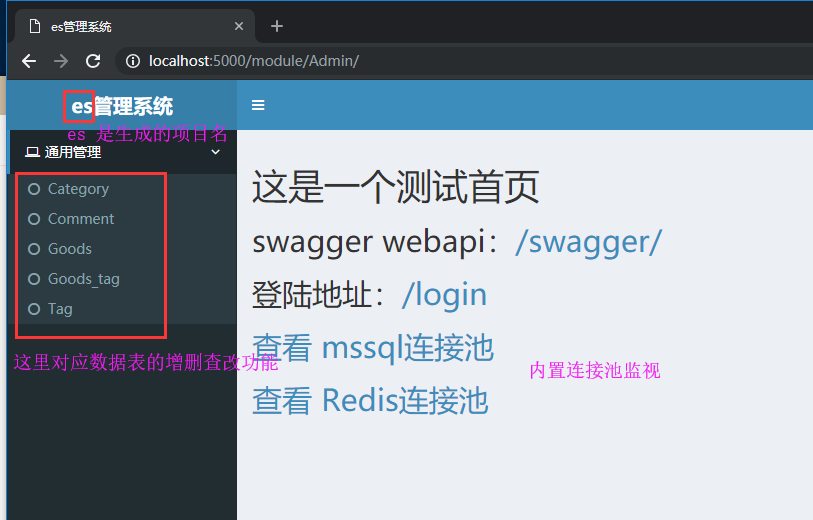 es管理系统
localhost:5000/module/Admin/
es管理系统
es 是生成的项目名
通用管理
Category
Comment
Goods
Goods_tag
Tag
这里对应数据表的增删查改功能
这是一个测试首页
swagger webapi：/swagger/
登陆地址：/login
查看 mssql连接池
查看 Redis连接池
内置连接池监视